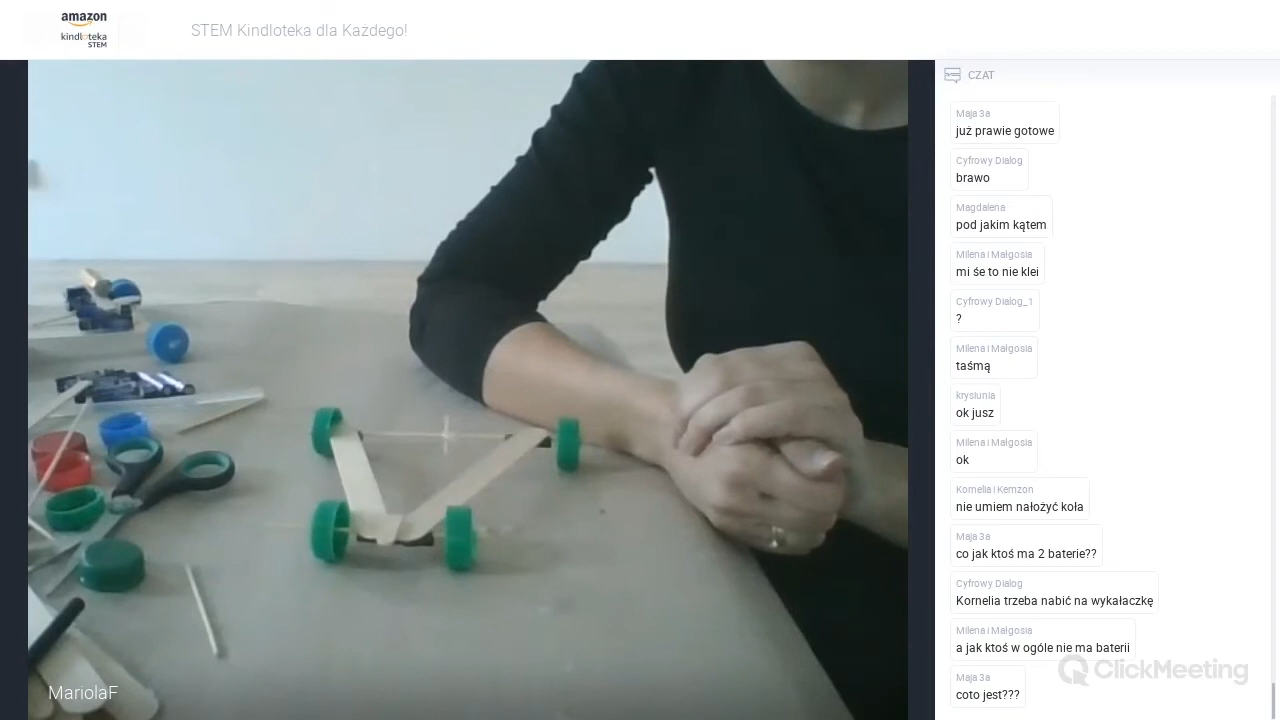 amazon
kindloteka
STEM
STEM Kindloteka dla Każdego!
CZAT
Maja 3a
już prawie gotowe
Cyfrowy Dialog
brawo
Magdalena
pod jakim kątem
Milena i Małgosia
mi śe to nie klei
Cyfrowy Dialog_1
?
Milena i Małgosia
taśmą
krysiunia
ok jusz
Milena i Małgosia
ok
Kornelia i Kemzon
nie umiem nałożyć koła
Maja 3a
co jak ktoś ma 2 baterie??
Cyfrowy Dialog
Kornelia trzeba nabić na wykałaczkę
Milena i Małgosia
a jak ktoś w ogóle nie ma baterii
Maja 3a
coto jest???
ClickMeeting
MariolaF